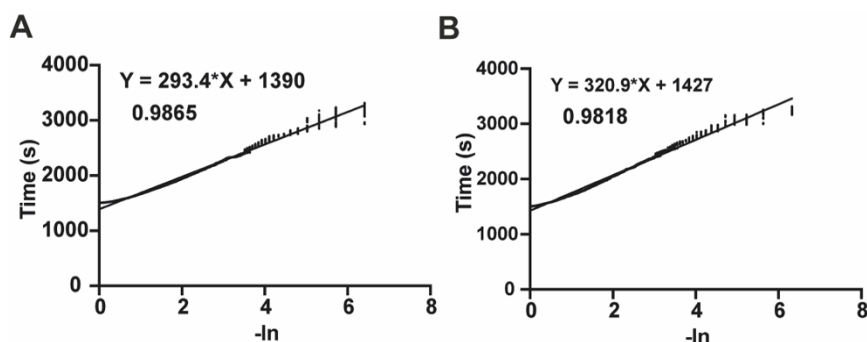 A
Y = 293.4*X + 1390
0.9865
Time (s)
4000
3000
2000
1000
0
0 2 4 6 8
-ln
B
Y = 320.9*X + 1427
0.9818
Time (s)
4000
3000
2000
1000
0
0 2 4 6 8
-ln